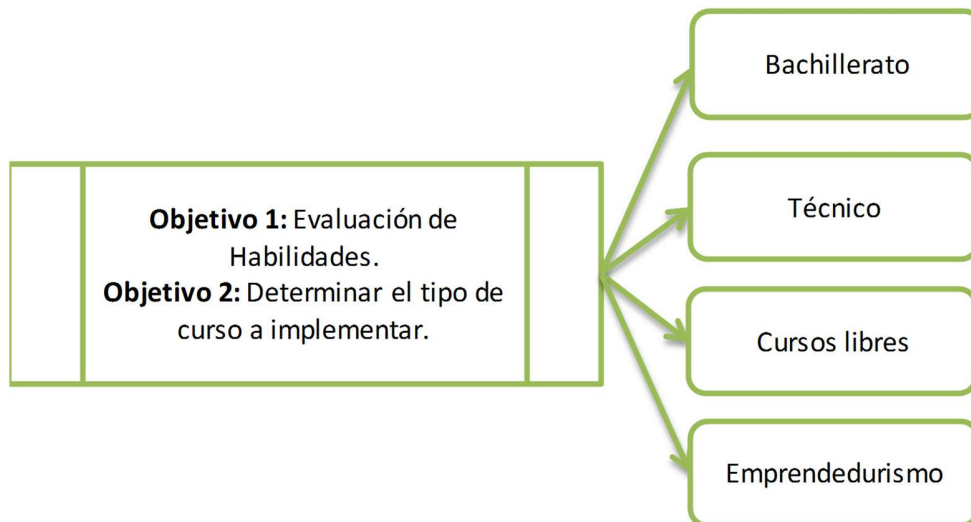 Bachillerato
Objetivo 1: Evaluación de
Habilidades.
Objetivo 2: Determinar el tipo de
curso a implementar.
Técnico
Cursos libres
Emprendedurismo